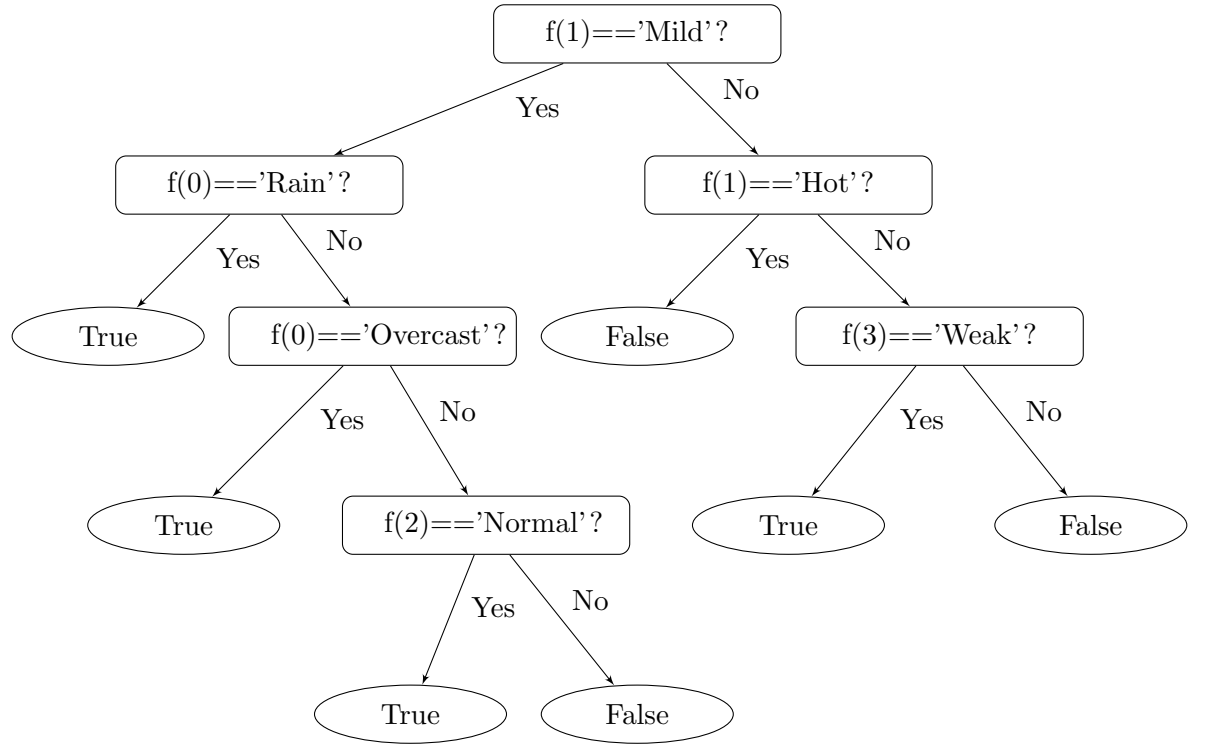 f(1)=='Mild'?
Yes
No
f(0)=='Rain'?
f(1)=='Hot'?
Yes
No
Yes
No
True
f(0)=='Overcast'?
False
f(3)=='Weak'?
Yes
No
Yes
No
True
f(2)=='Normal'?
True
False
Yes
No
True
False